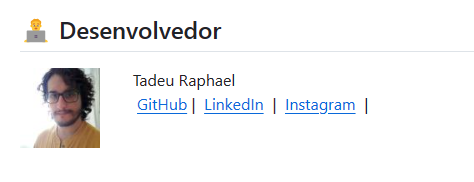 Desenvolvedor
Tadeu Raphael
GitHub | LinkedIn | Instagram |